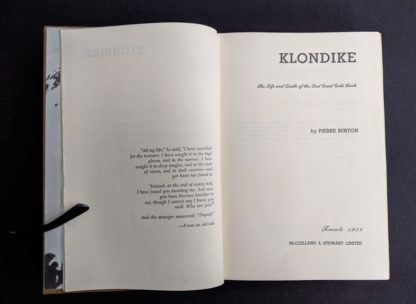 "All my life," he said, "I have searched
for the treasure. I have sought it in the high
places, and in the narrow. I have
sought it in deep jungles, and at the ends
of rivers, and in dark caverns—and
yet have not found it.
"Instead, at the end of every trail,
I have found you awaiting me. And now
you have become familiar to
me, though I cannot say I know you
well. Who are you?"
And the stranger answered: "Thyself."
—From an old tale
KLONDIKE
The Life and Death of the Last Great Gold Rush
by PIERRE BERTON
Toronto 1958
McCLELLAND & STEWART LIMITED